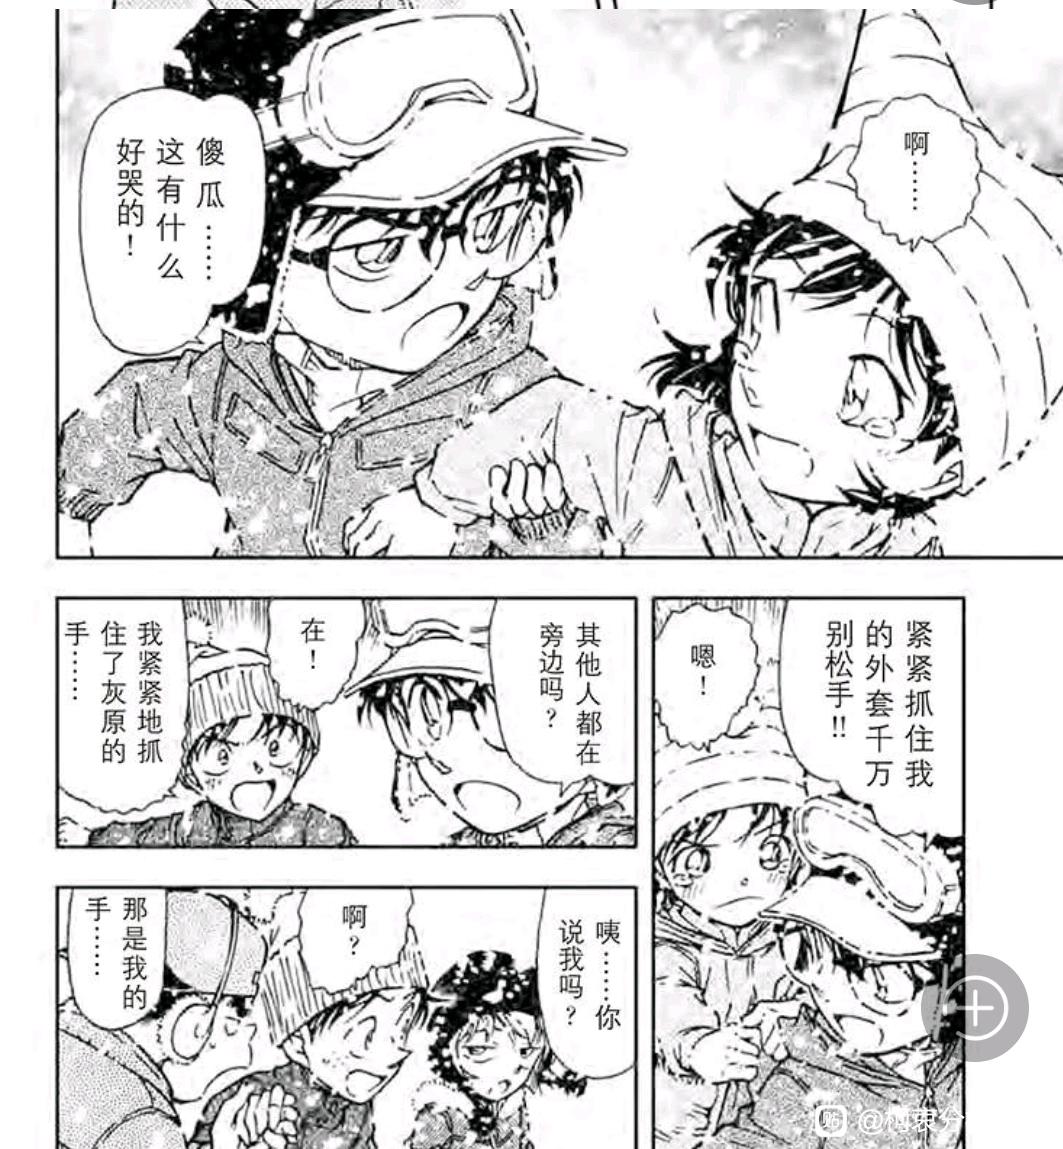 啊……
傻瓜……
这有什么
好哭的！
紧紧抓住我
的外套千万
别松手!!
嗯！
其他人都在
旁边吗？
在！
我紧紧地抓
住了灰原的
手……
咦……你
说我吗？
啊？
那是我的
手……